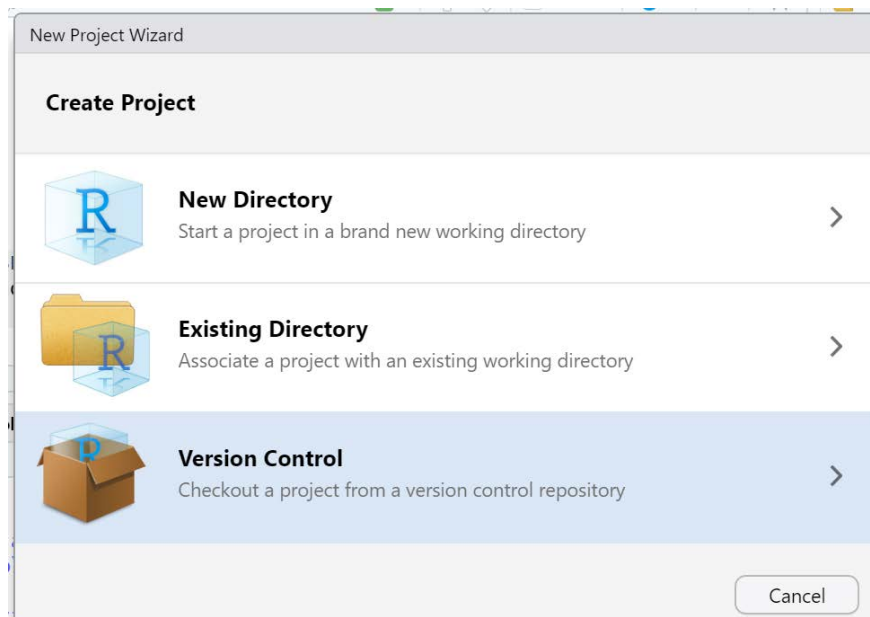 New Project Wizard
Create Project
R
New Directory
Start a project in a brand new working directory
R
Existing Directory
Associate a project with an existing working directory
R
Version Control
Checkout a project from a version control repository
Cancel